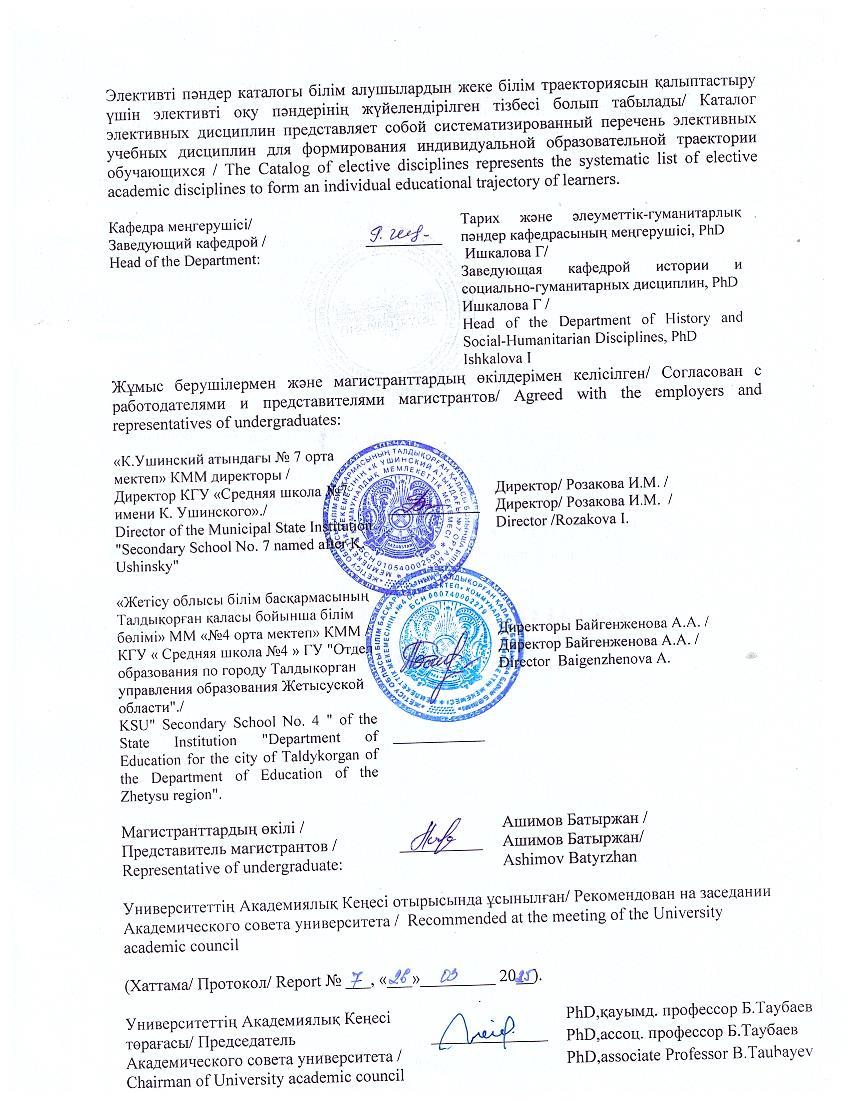 Элективті пәндер каталогы білім алушылардын жеке білім траекториясын қалыптастыру
үшін элективті оқу пәндерінің жүйелендірілген тізбесі болып табылады/ Каталог
элективных дисциплин представляет собой систематизированный перечень элективных
учебных дисциплин для формирования индивидуальной образовательной траектории
обучающихся / The Catalog of elective disciplines represents the systematic list of elective
academic disciplines to form an individual educational trajectory of learners.
Кафедра меңгерушісі/
Заведующий кафедрой /
Head of the Department:
Тарих және әлеуметтік-гуманитарлық
пәндер кафедрасының меңгерушісі, PhD
Ишкалова Г/
Заведующая кафедрой истории и
социально-гуманитарных дисциплин, PhD
Ишкалова Г /
Head of the Department of History and
Social-Humanitarian Disciplines, PhD
Ishkalova I
Жұмыс берушілермен және магистранттардың өкілдерімен келісілген/ Согласован с
работодателями и представителями магистрантов/ Agreed with the employers and
representatives of undergraduates:
«К.Ушинский атындағы № 7 орта
мектеп» КММ директоры /
Директор КГУ «Средняя школа №7
имени К. Ушинского»./
Director of the Municipal State Institution
"Secondary School No. 7 named after K.
Ushinsky"
Директор/ Розакова И.М. /
Директор/ Розакова И.М. /
Director /Rozakova I.
«Жетісу облысы білім басқармасының
Талдықорған қаласы бойынша білім
бөлімі» ММ «№4 орта мектеп» КММ /
КГУ « Средняя школа №4 » ГУ "Отдел
образования по городу Талдыкорган
управления образования Жетысуской
области"./
KSU" Secondary School No. 4 " of the
State Institution "Department of
Education for the city of Taldykorgan of
the Department of Education of the
Zhetysu region".
Директоры Байгенженова А.А. /
Директор Байгенженова А.А. /
Director Baigenzhenova A.
Магистранттардың өкілі /
Представитель магистрантов /
Representative of undergraduate:
Ашимов Батыржан /
Ашимов Батыржан/
Ashimov Batyrzhan
Университеттің Академиялық Кеңесі отырысында ұсынылған/ Рекомендован на заседании
Академического совета университета / Recommended at the meeting of the University
academic council
(Хаттама/ Протокол/ Report № 7, «26» 03 2025).
Университеттің Академиялық Кеңесі
төрағасы/ Председатель
Академического совета университета /
Chairman of University academic council
PhD,қауымд. профессор Б.Таубаев
PhD,ассоц. профессор Б.Таубаев
PhD,associate Professor B.Taubayev